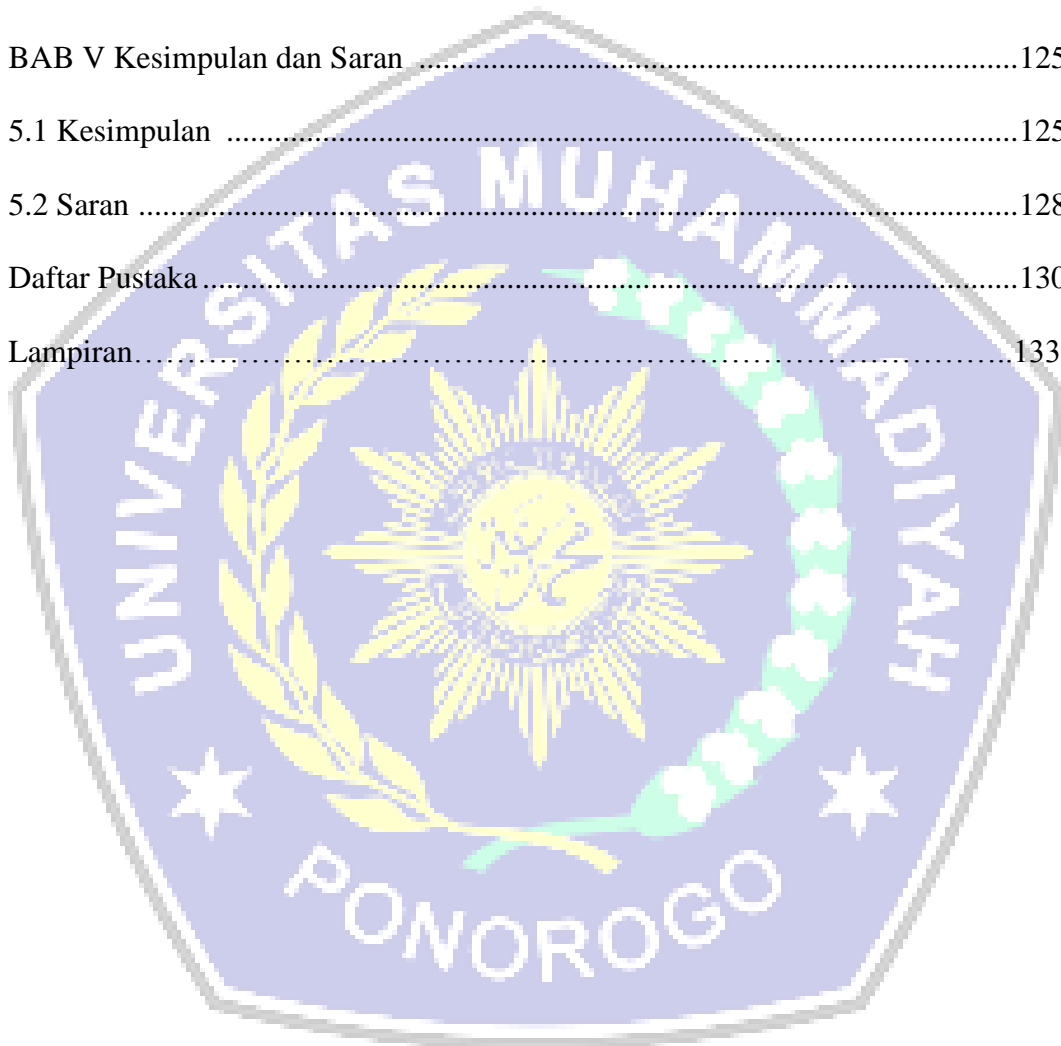 BAB V Kesimpulan dan Saran ........................................................................125
5.1 Kesimpulan ................................................................................................125
5.2 Saran ...........................................................................................................128
Daftar Pustaka ..................................................................................................130
Lampiran……………………………………………………………………133
UNIVERSITAS MUHAMMADIYAH
PONOROGO